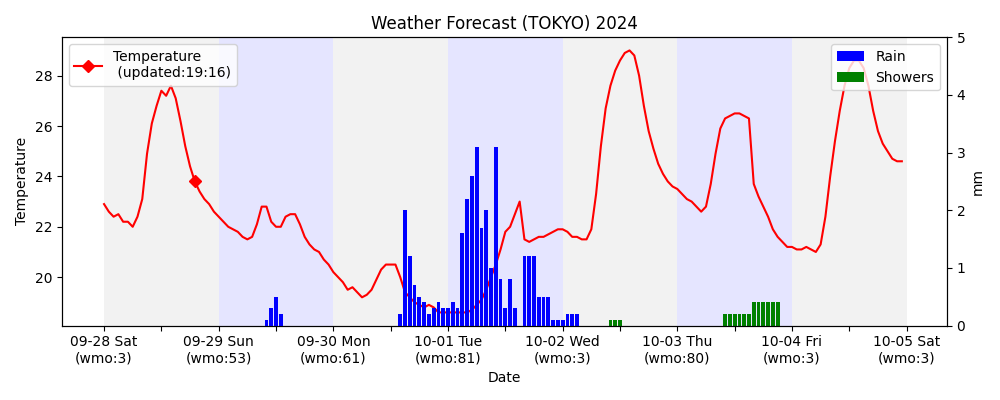 Weather Forecast (TOKYO) 2024
Temperature
(updated:19:16)
Rain
Showers
Temperature
28
26
24
22
20
5
4
3
2
1
0
mm
09-28 Sat
(wmo:3)
09-29 Sun
(wmo:53)
09-30 Mon
(wmo:61)
10-01 Tue
(wmo:81)
10-02 Wed
(wmo:3)
10-03 Thu
(wmo:80)
10-04 Fri
(wmo:3)
10-05 Sat
(wmo:3)
Date